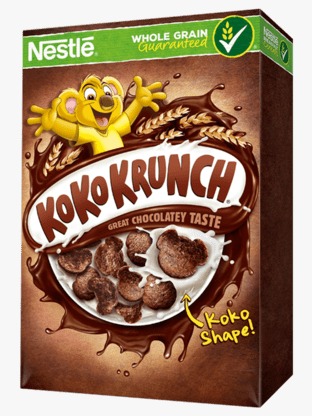 Nestlé®
WHOLE GRAIN
Guaranteed
KOKO KRUNCH
GREAT CHOCOLATEY TASTE
Koko
Shape!